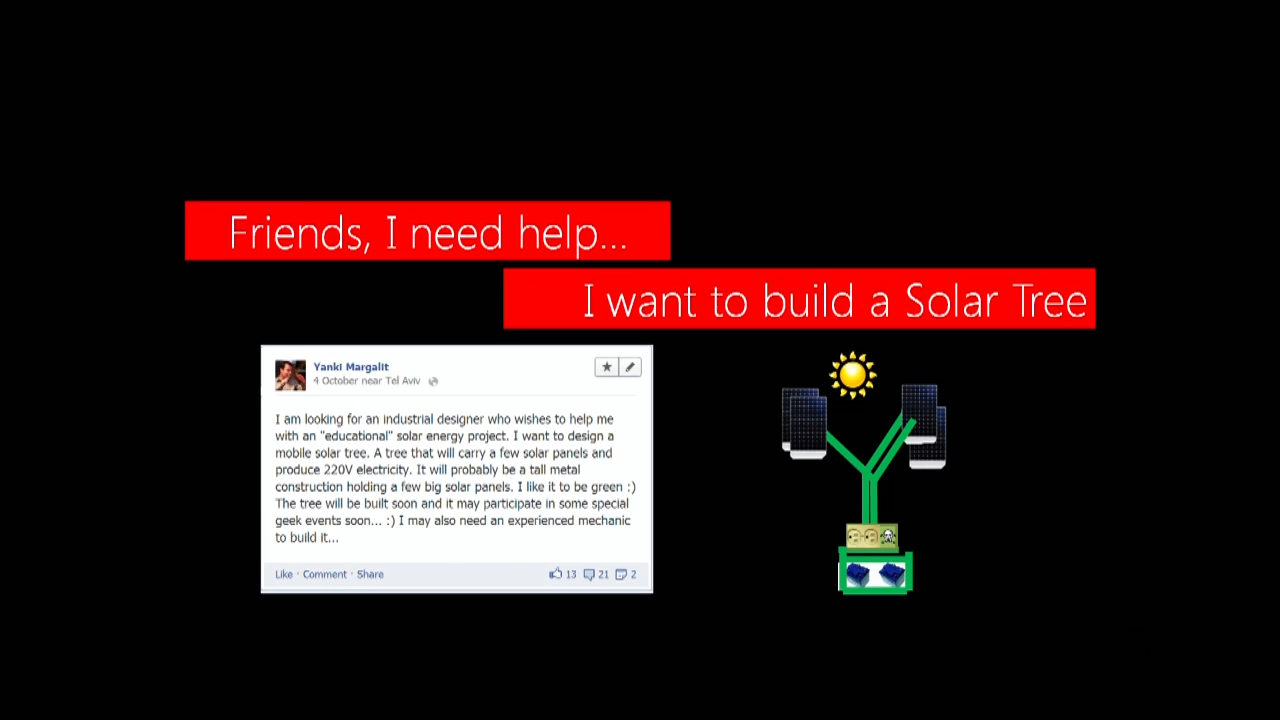 Friends, I need help...
I want to build a Solar Tree
Yanki Margalit
4 October near Tel Aviv
I am looking for an industrial designer who wishes to help me
with an "educational" solar energy project. I want to design a
mobile solar tree. A tree that will carry a few solar panels and
produce 220V electricity. It will probably be a tall metal
construction holding a few big solar panels. I like it to be green :)
The tree will be built soon and it may participate in some special
geek events soon... :) I may also need an experienced mechanic
to build it...
Like · Comment · Share 13 21 2